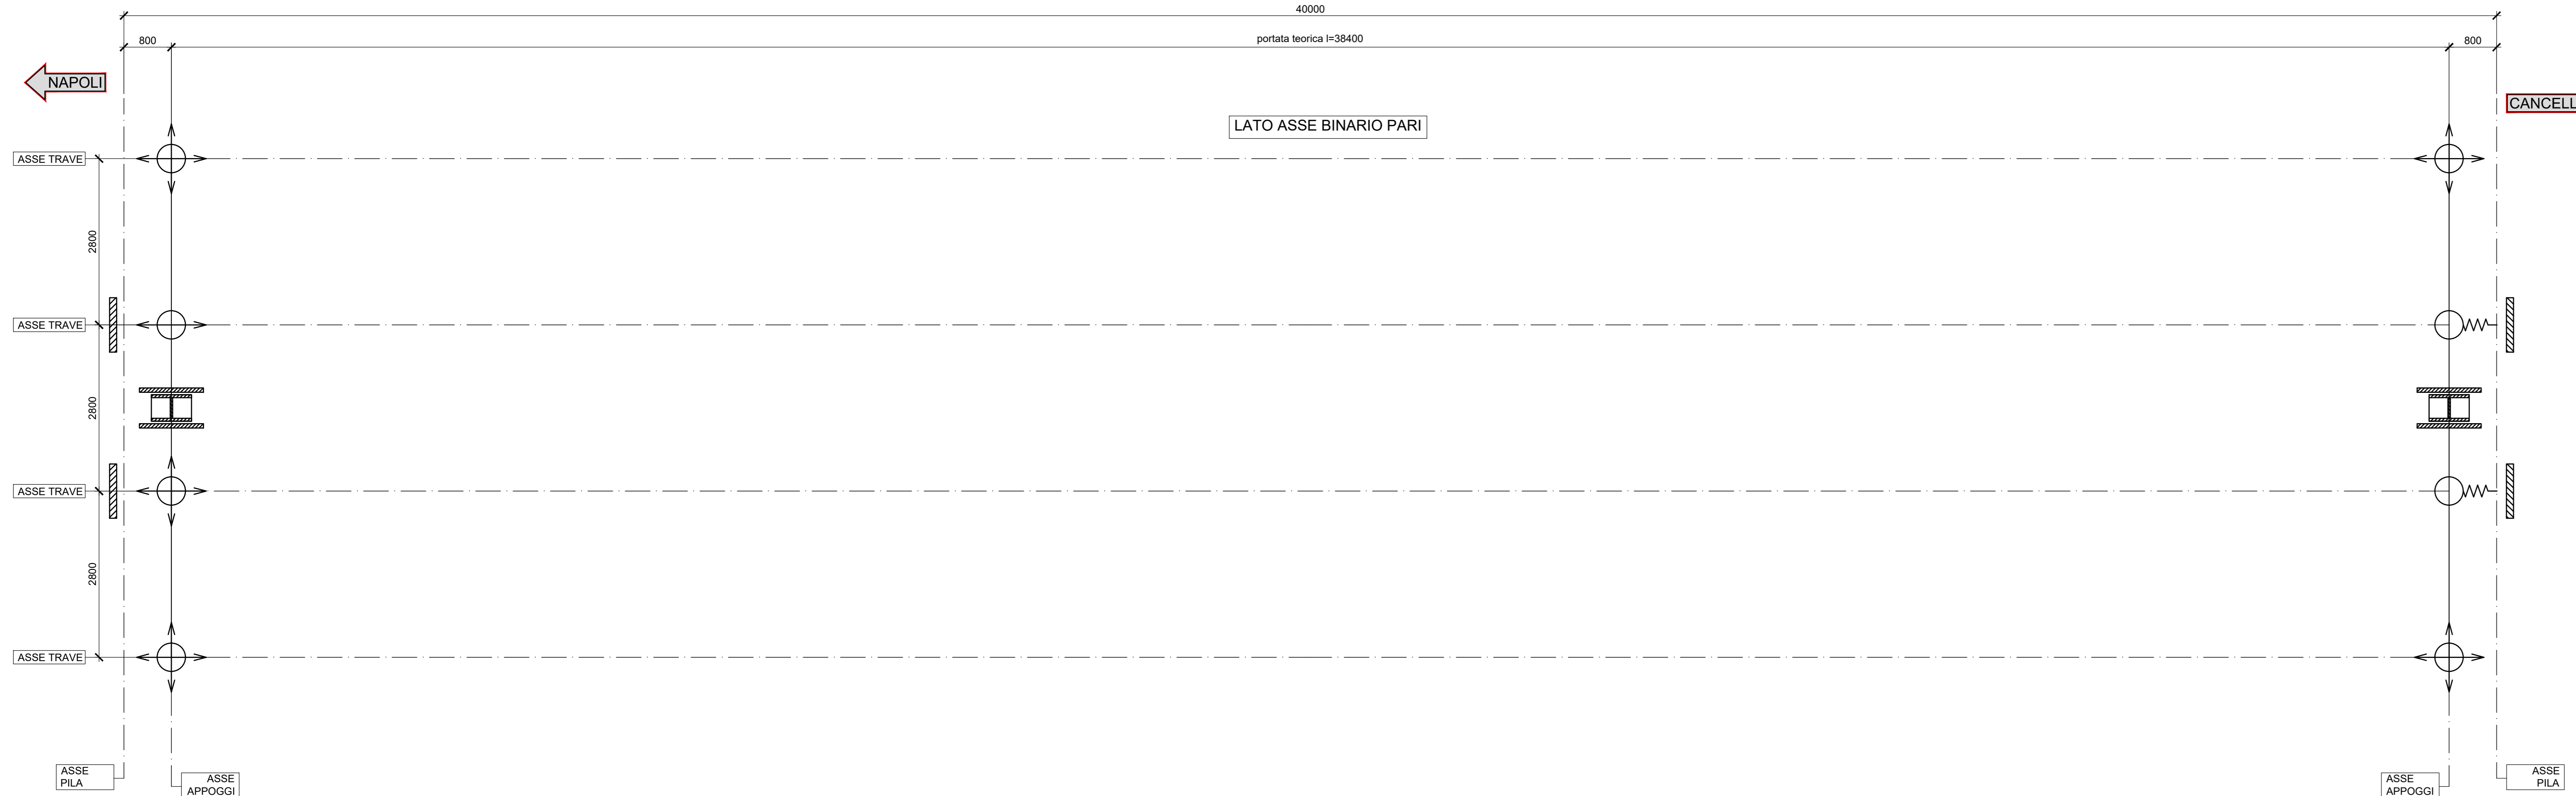 40000
800
portata teorica l=38400
800
NAPOLI
CANCELL
LATO ASSE BINARIO PARI
ASSE TRAVE
2800
ASSE TRAVE
2800
ASSE TRAVE
2800
ASSE TRAVE
ASSE
PILA
ASSE
APPOGGI
ASSE
APPOGGI
ASSE
PILA